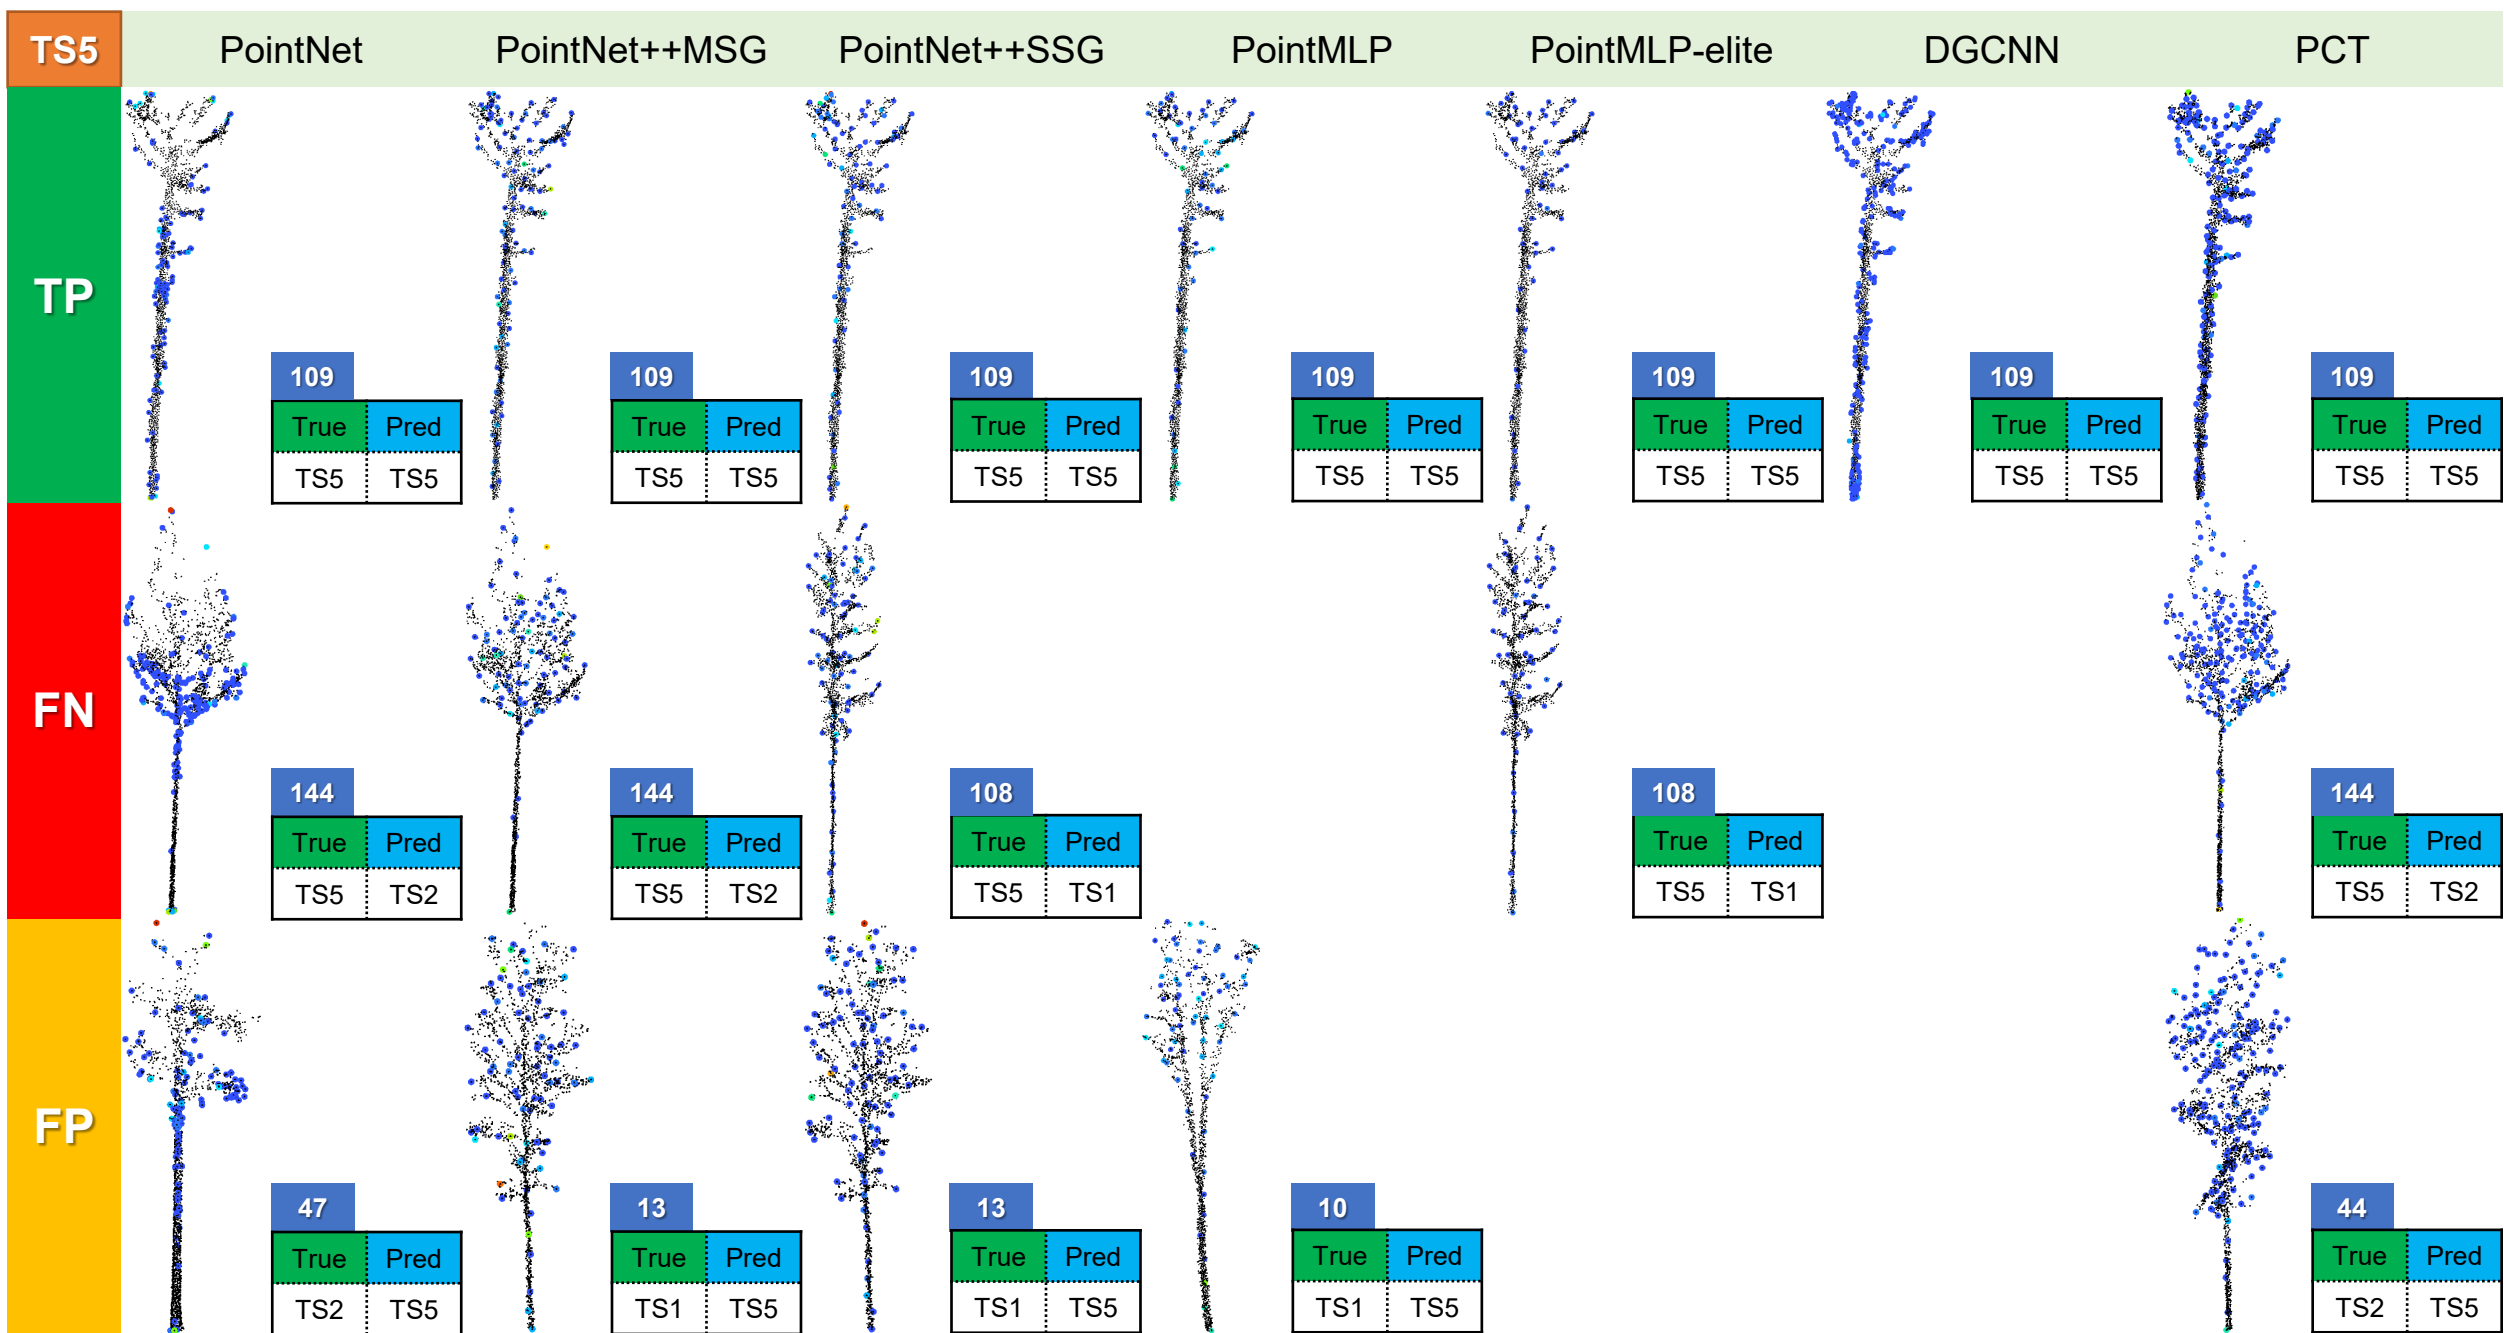 TS5 PointNet PointNet++MSG PointNet++SSG PointMLP PointMLP-elite DGCNN PCT
TP
109 109 109 109 109 109 109
True Pred True Pred True Pred True Pred True Pred True Pred True Pred
TS5 TS5 TS5 TS5 TS5 TS5 TS5 TS5 TS5 TS5 TS5 TS5 TS5 TS5
FN
144 144 108 108 144
True Pred True Pred True Pred True Pred True Pred
TS5 TS2 TS5 TS2 TS5 TS1 TS5 TS1 TS5 TS2
FP
47 13 13 10 44
True Pred True Pred True Pred True Pred True Pred
TS2 TS5 TS1 TS5 TS1 TS5 TS1 TS5 TS2 TS5